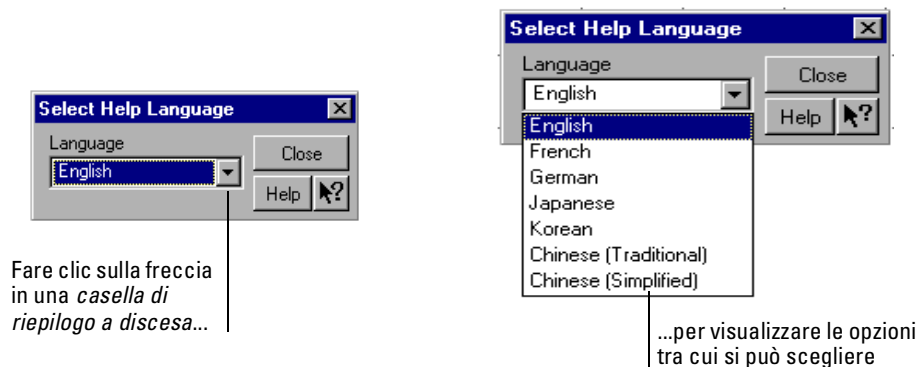 Select Help Language
Language
English
Close
Help
?
Fare clic sulla freccia
in una casella di
riepilogo a discesa...
Select Help Language
Language
English
Close
Help
?
English
French
German
Japanese
Korean
Chinese (Traditional)
Chinese (Simplified)
...per visualizzare le opzioni
tra cui si può scegliere